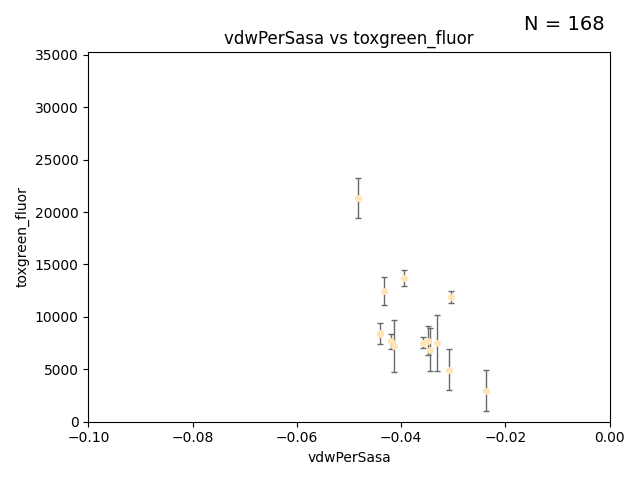 N = 168
vdwPerSasa vs toxgreen_fluor
35000
30000
25000
20000
15000
10000
5000
0
toxgreen_fluor
−0.10 −0.08 −0.06 −0.04 −0.02 0.00
vdwPerSasa